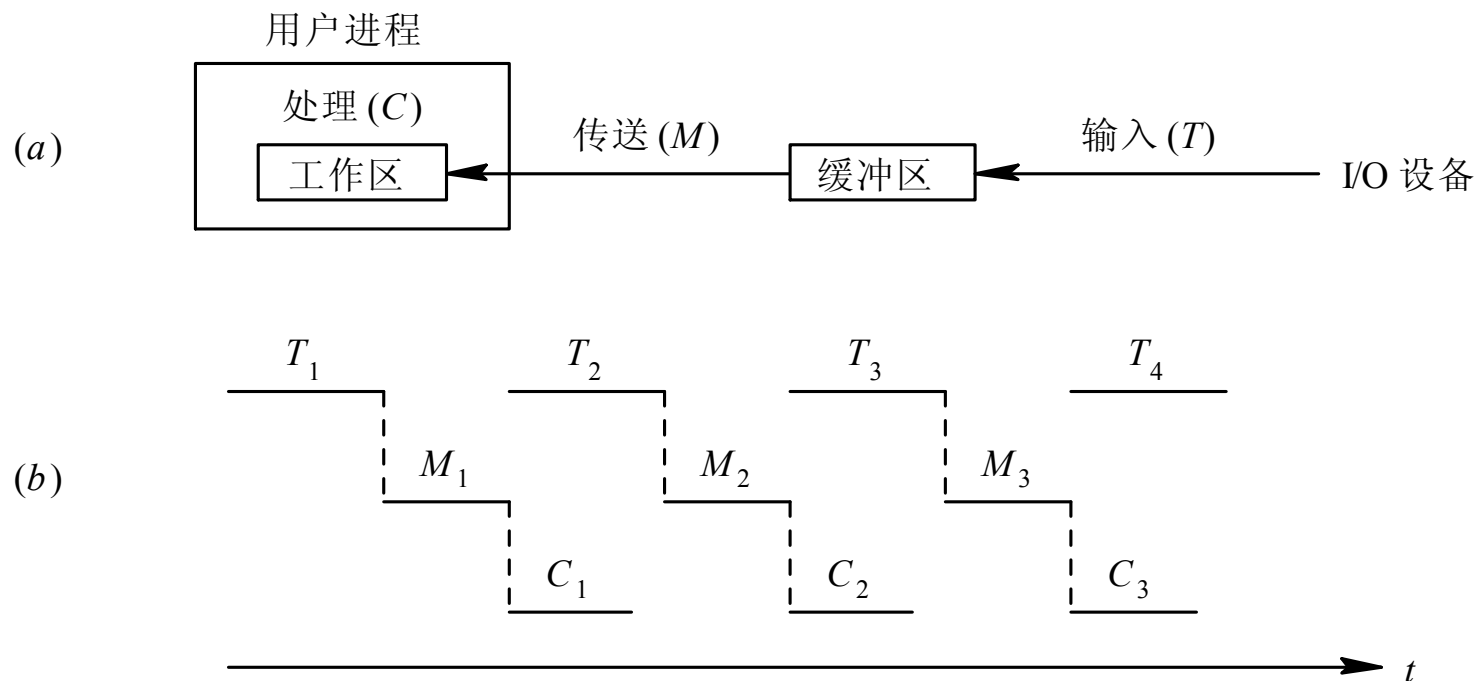 用户进程
处理 (C)
(a)
工作区
传送 (M)
缓冲区
输入 (T)
I/O 设备
T1 T2 T3 T4
(b)
M1 M2 M3
C1 C2 C3
t